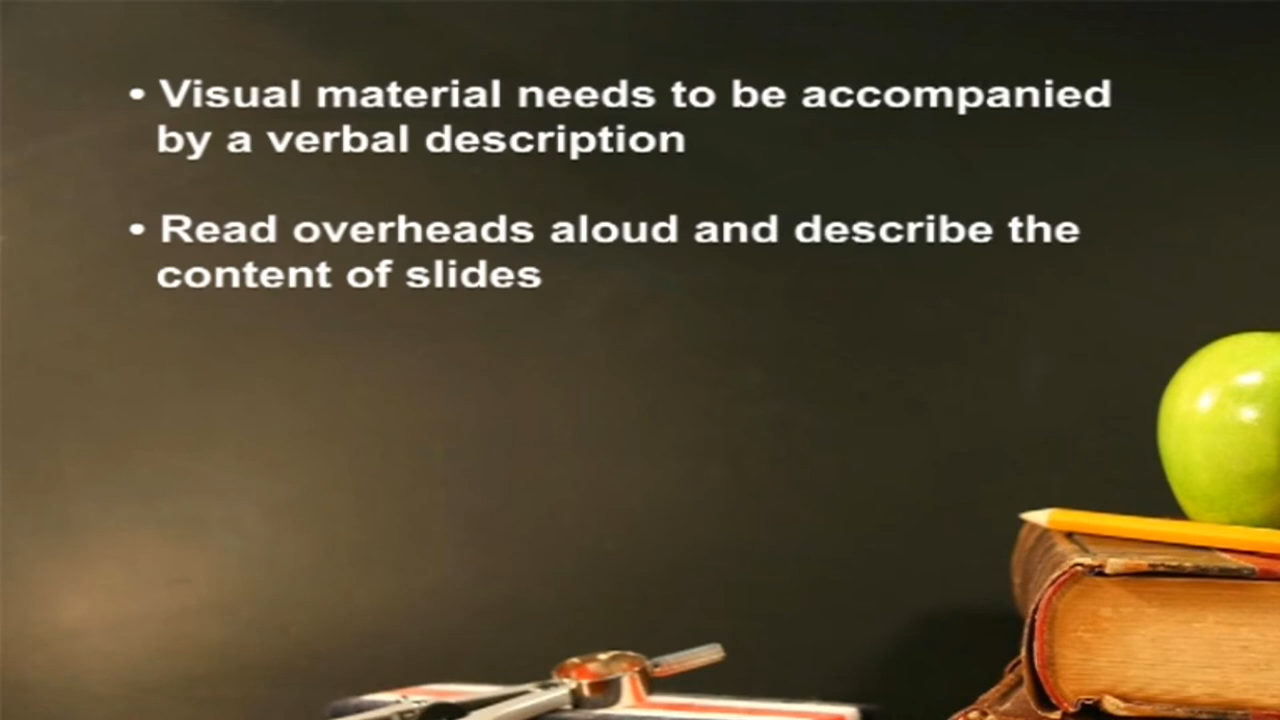 • Visual material needs to be accompanied
by a verbal description
• Read overheads aloud and describe the
content of slides